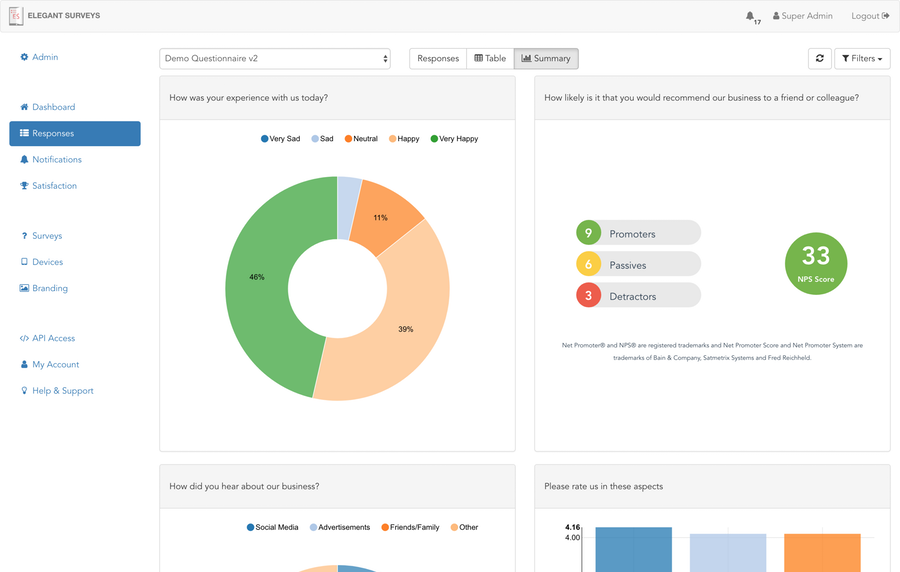 ELEGANT SURVEYS
17
Super Admin
Logout
Admin
Dashboard
Responses
Notifications
Satisfaction
Surveys
Devices
Branding
API Access
My Account
Help & Support
Demo Questionnaire v2
Responses
Table
Summary
Filters
How was your experience with us today?
Very Sad
Sad
Neutral
Happy
Very Happy
11%
46%
39%
How likely is it that you would recommend our business to a friend or colleague?
9 Promoters
6 Passives
3 Detractors
33
NPS Score
Net Promoter® and NPS® are registered trademarks and Net Promoter Score and Net Promoter System are
trademarks of Bain & Company, Satmetrix Systems and Fred Reichheld.
How did you hear about our business?
Social Media
Advertisements
Friends/Family
Other
Please rate us in these aspects
4.16
4.00